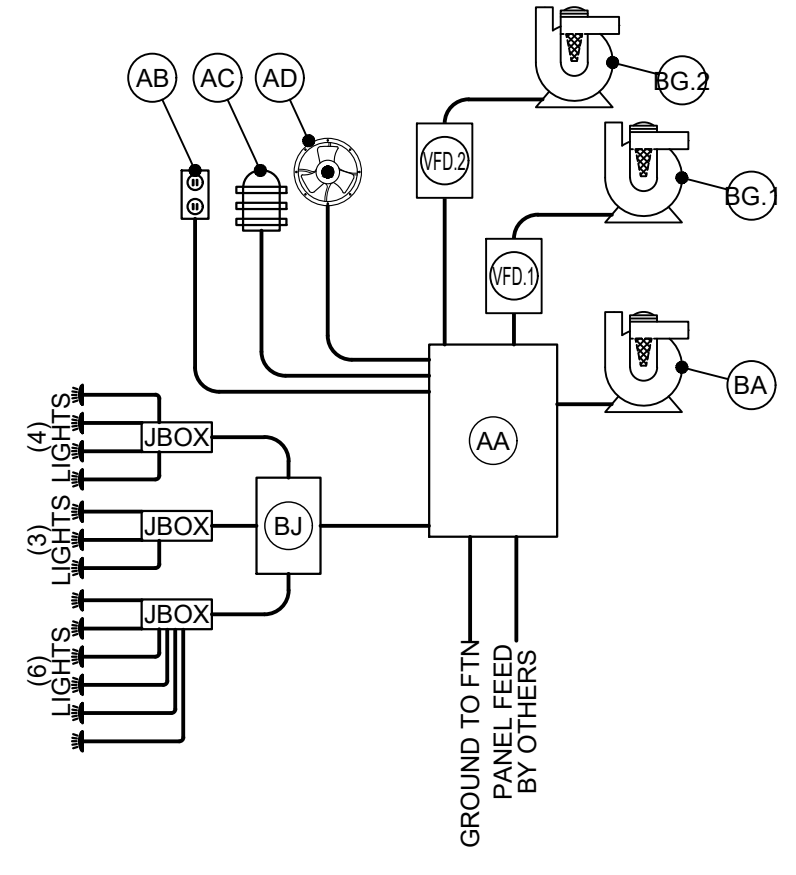 AB
AC
AD
BG.2
VFD.2
BG.1
VFD.1
BA
AA
(4)
LIGHTS
JBOX
(3)
LIGHTS
JBOX
BJ
(6)
LIGHTS
JBOX
GROUND TO FTN
PANEL FEED
BY OTHERS